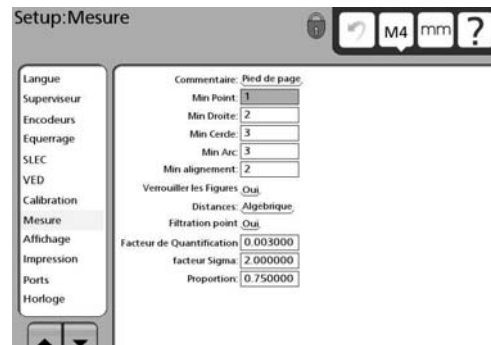 Setup:Mesure
M4
mm
?
Langue
Superviseur
Encodeurs
Equerrage
SLEC
VED
Calibration
Mesure
Affichage
Impression
Ports
Horloge
Commentaire: Pied de page
Min Point: 1
Min Droite: 2
Min Cercle: 3
Min Arc: 3
Min alignement: 2
Verrouiller les Figures Oui
Distances: Algébrique
Filtration point Oui
Facteur de Quantification 0.003000
facteur Sigma: 2.000000
Proportion: 0.750000